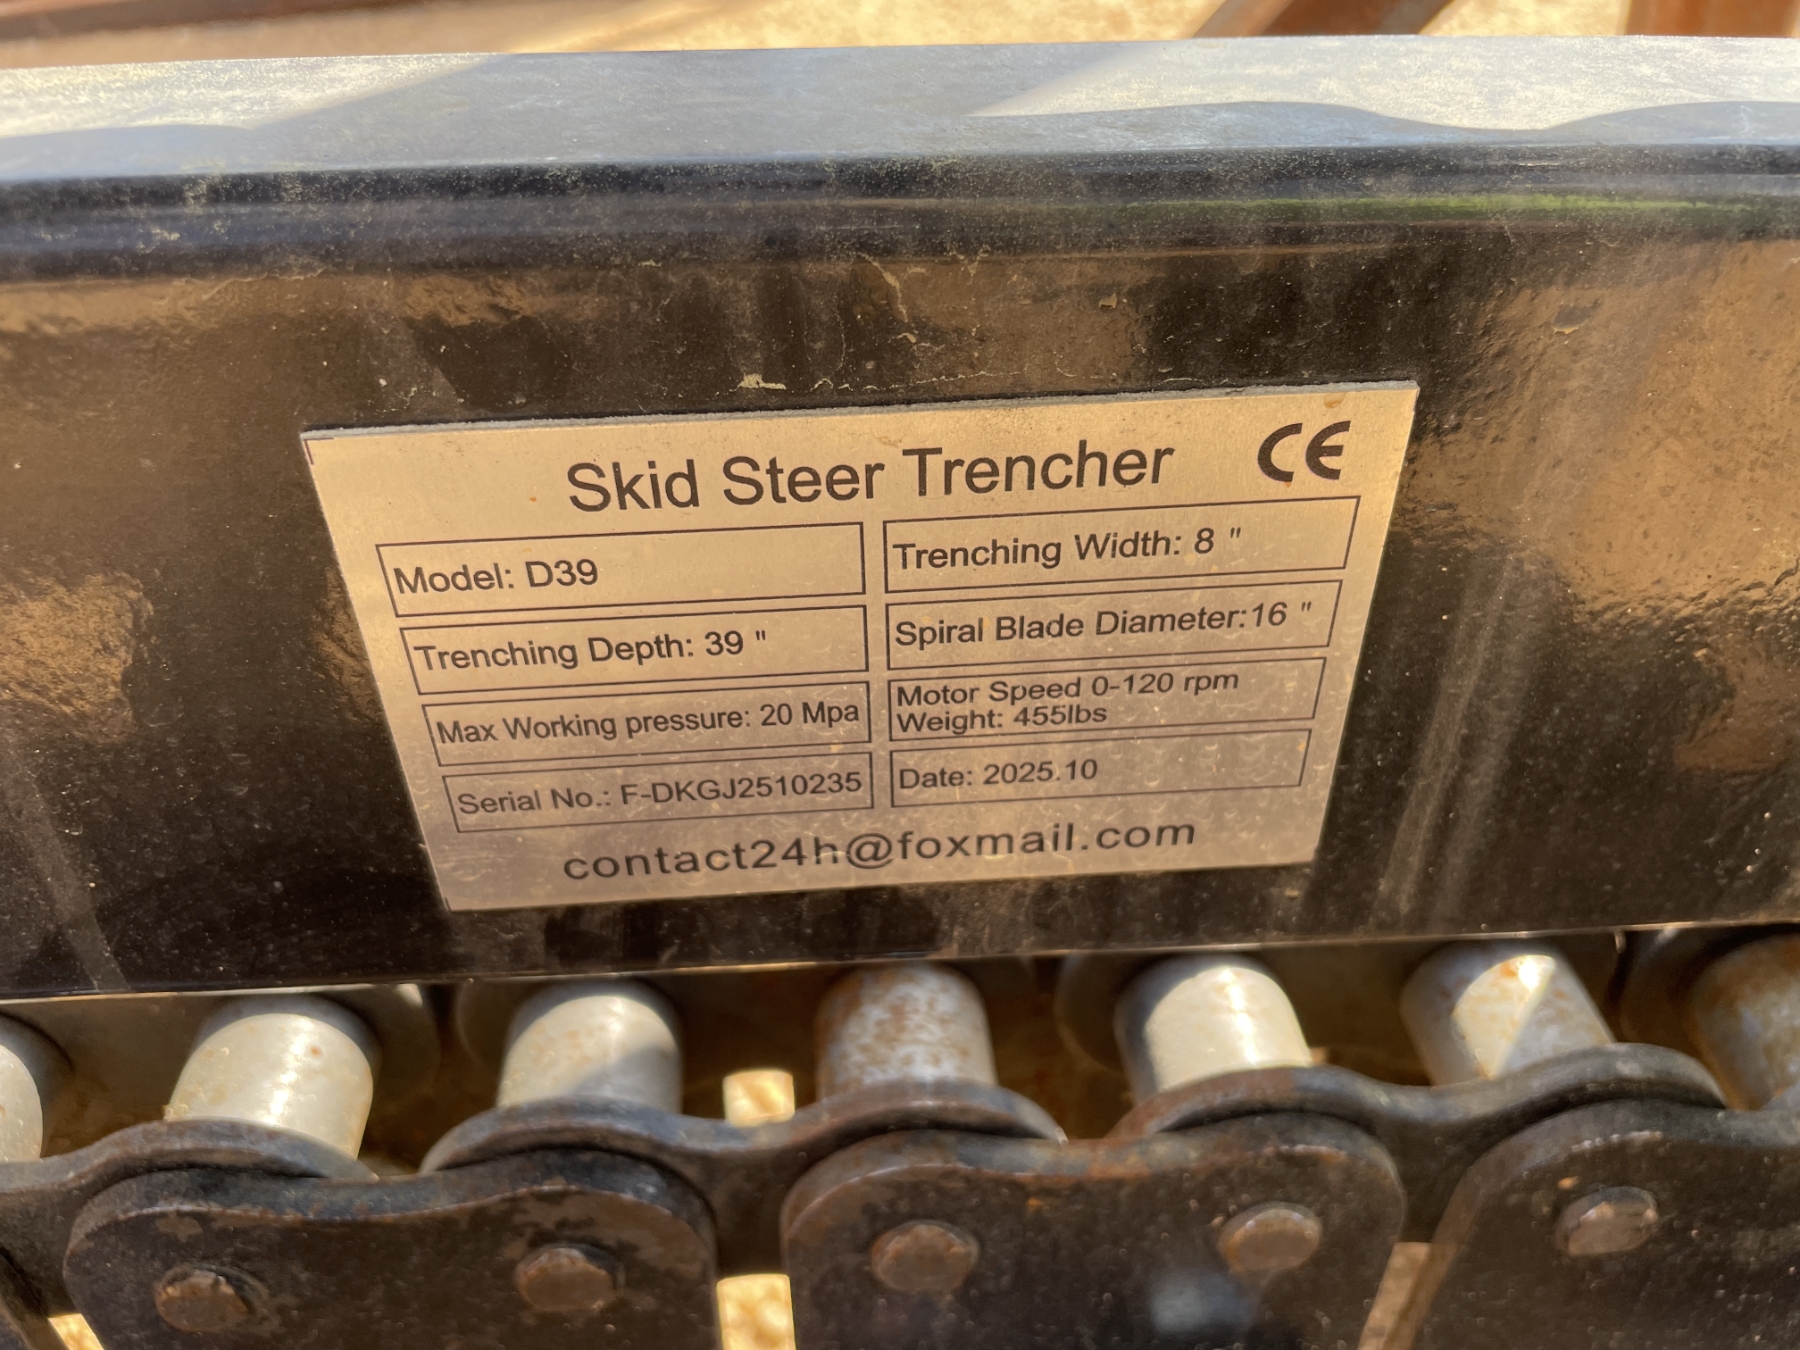 Skid Steer Trencher CE
Model: D39
Trenching Width: 8 "
Trenching Depth: 39 "
Spiral Blade Diameter:16 "
Max Working pressure: 20 Mpa
Motor Speed 0-120 rpm
Weight: 455lbs
Serial No.: F-DKGJ2510235
Date: 2025.10
contact24h@foxmail.com